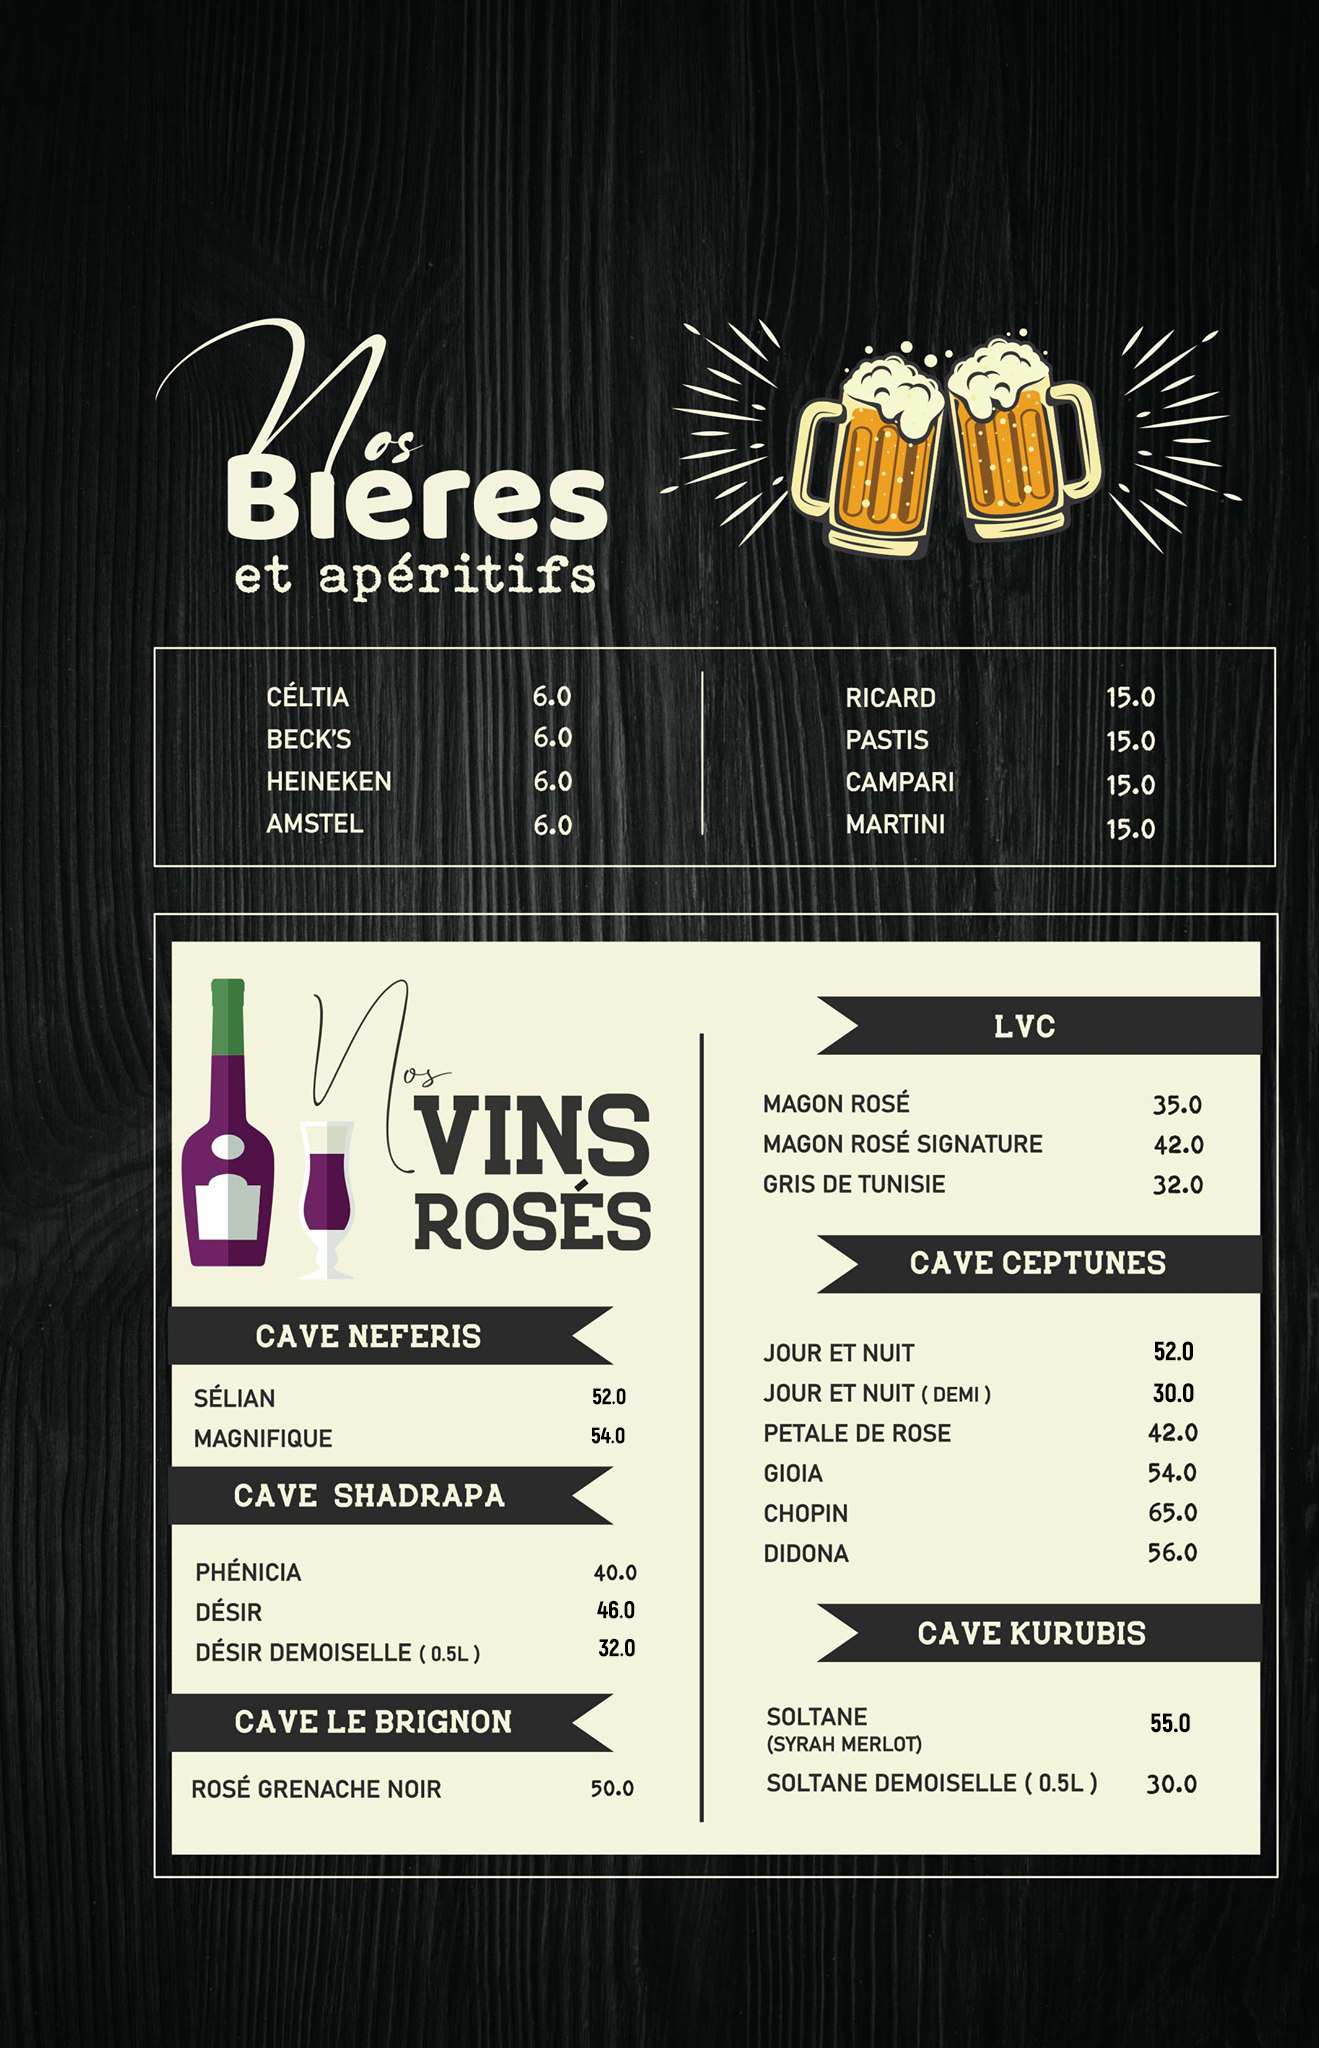 Nos
Bières
et apéritifs
CÉLTIA 6.0
BECK'S 6.0
HEINEKEN 6.0
AMSTEL 6.0
RICARD 15.0
PASTIS 15.0
CAMPARI 15.0
MARTINI 15.0
Nos
VINS
ROSÉS
CAVE NEFERIS
SÉLIAN 52.0
MAGNIFIQUE 54.0
CAVE SHADRAPA
PHÉNICIA 40.0
DÉSIR 46.0
DÉSIR DEMOISELLE ( 0.5L ) 32.0
CAVE LE BRIGNON
ROSÉ GRENACHE NOIR 50.0
LVC
MAGON ROSÉ 35.0
MAGON ROSÉ SIGNATURE 42.0
GRIS DE TUNISIE 32.0
CAVE CEPTUNES
JOUR ET NUIT 52.0
JOUR ET NUIT ( DEMI ) 30.0
PETALE DE ROSE 42.0
GIOIA 54.0
CHOPIN 65.0
DIDONA 56.0
CAVE KURUBIS
SOLTANE 55.0
(SYRAH MERLOT)
SOLTANE DEMOISELLE ( 0.5L ) 30.0